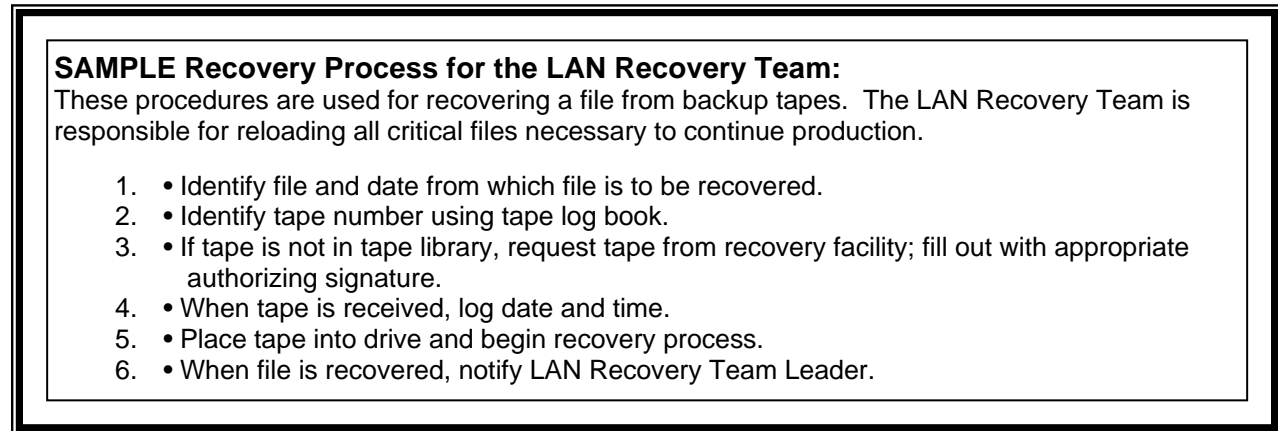 SAMPLE Recovery Process for the LAN Recovery Team:
These procedures are used for recovering a file from backup tapes.  The LAN Recovery Team is
responsible for reloading all critical files necessary to continue production.
1. • Identify file and date from which file is to be recovered.
2. • Identify tape number using tape log book.
3. • If tape is not in tape library, request tape from recovery facility; fill out with appropriate
authorizing signature.
4. • When tape is received, log date and time.
5. • Place tape into drive and begin recovery process.
6. • When file is recovered, notify LAN Recovery Team Leader.